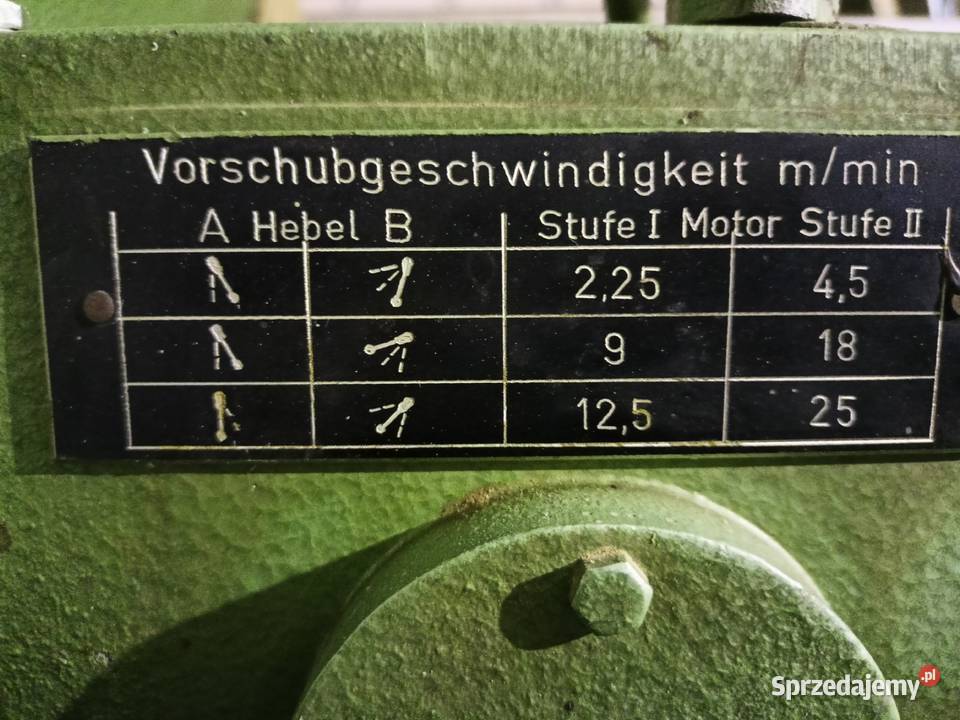 Vorschubgeschwindigkeit m/min
A Hebel B Stufe I Motor Stufe II
2,25 4,5
9 18
12,5 25
Sprzedajemy.pl